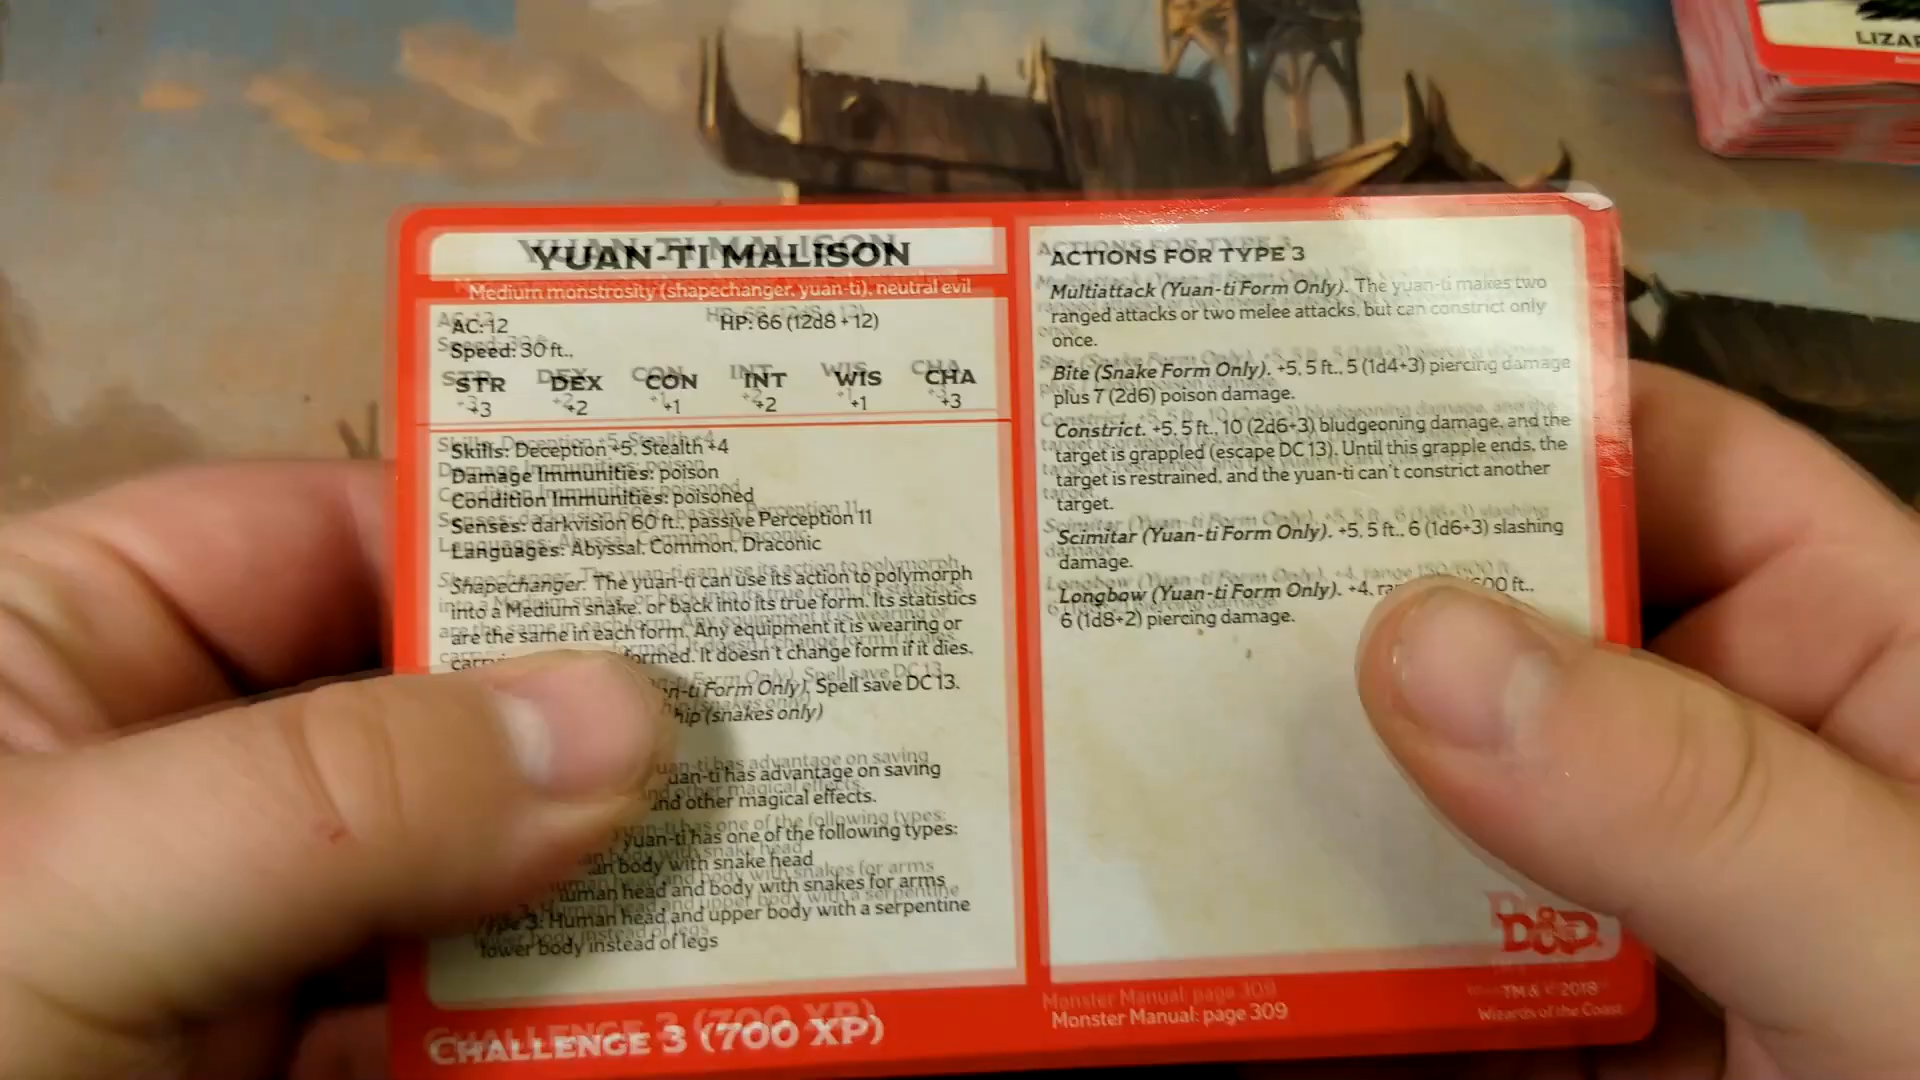 LIZAR
YUAN-TI MALISON
Medium monstrosity (shapechanger, yuan-ti), neutral evil
AC: 12 HP: 66 (12d8+12)
Speed: 30 ft.,
STR DEX CON INT WIS CHA
+3 +2 +1 +2 +1 +3
Skills: Deception +5, Stealth +4
Damage Immunities: poison
Condition Immunities: poisoned
Senses: darkvision 60 ft., passive Perception 11
Languages: Abyssal, Common, Draconic
Shapechanger. The yuan-ti can use its action to polymorph
into a Medium snake, or back into its true form. Its statistics
are the same in each form. Any equipment it is wearing or
formed. It doesn't change form if it dies.
n-ti Form Only). Spell save DC 13.
hip (snakes only)
uan-ti has advantage on saving
and other magical effects.
yuan-ti has one of the following types:
body with snake head
human head and body with snakes for arms
Type 3: Human head and upper body with a serpentine
lower body instead of legs
CHALLENGE 3 (700 XP)
ACTIONS FOR TYPE 3
Multiattack (Yuan-ti Form Only). The yuan-ti makes two
ranged attacks or two melee attacks, but can constrict only
once.
Bite (Snake Form Only). +5, 5 ft., 5 (1d4+3) piercing damage
plus 7 (2d6) poison damage.
Constrict. +5, 5 ft., 10 (2d6+3) bludgeoning damage, and the
target is grappled (escape DC 13). Until this grapple ends, the
target is restrained, and the yuan-ti can't constrict another
target.
Scimitar (Yuan-ti Form Only). +5, 5 ft., 6 (1d6+3) slashing
damage.
Longbow (Yuan-ti Form Only). +4, ra 600 ft.,
6 (1d8+2) piercing damage.
D&D
Monster Manual: page 309
TM & © 2018
Wizards of the Coast